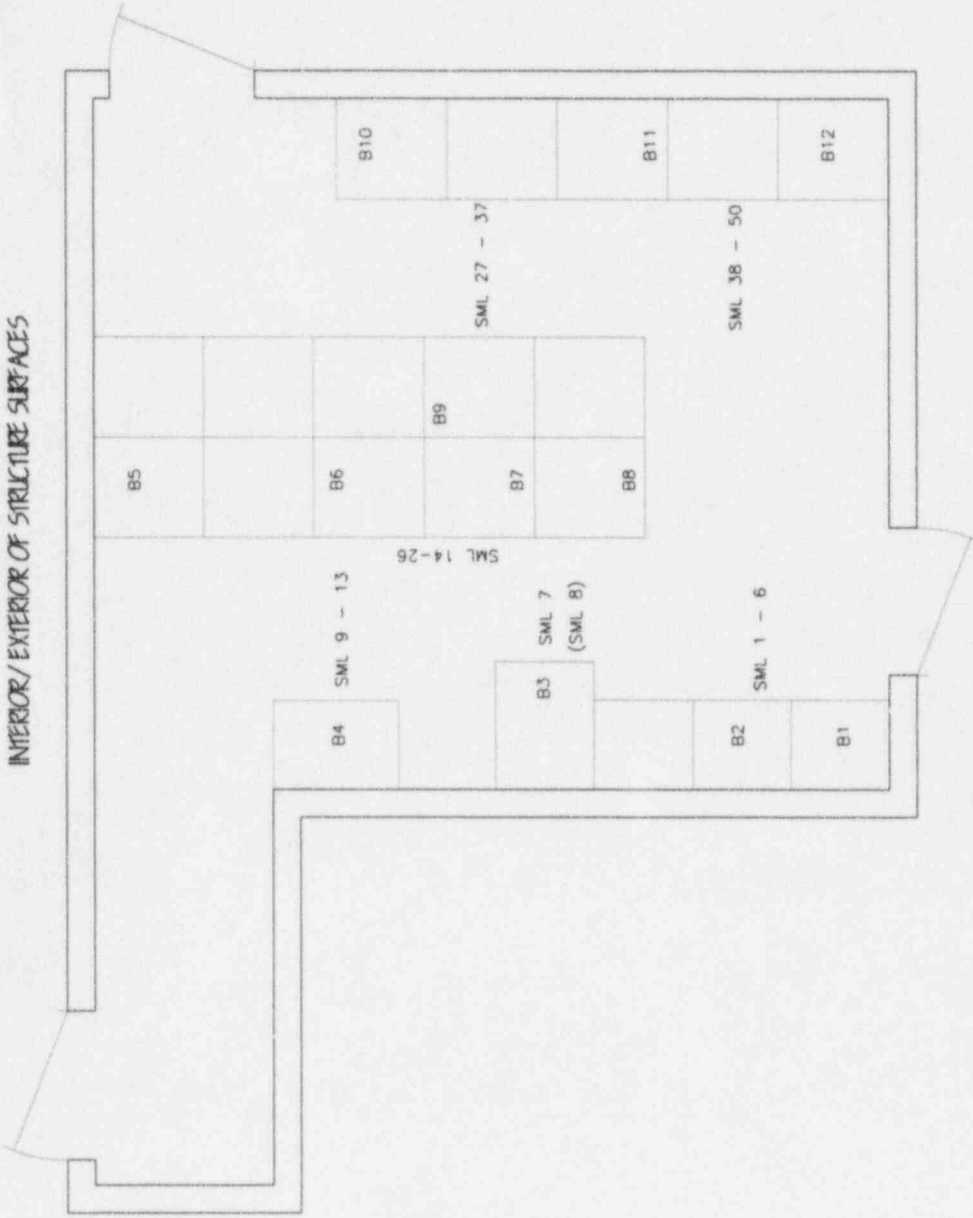 INTERIOR/EXTERIOR OF STRUCTURE SURFACES
B5
B6
B9
B7
B8
B10
B11
B12
SML 27 - 37
SML 38 - 50
SML 14-26
SML 9 - 13
SML 7
(SML 8)
SML 1 - 6
B4
B3
B2
B1